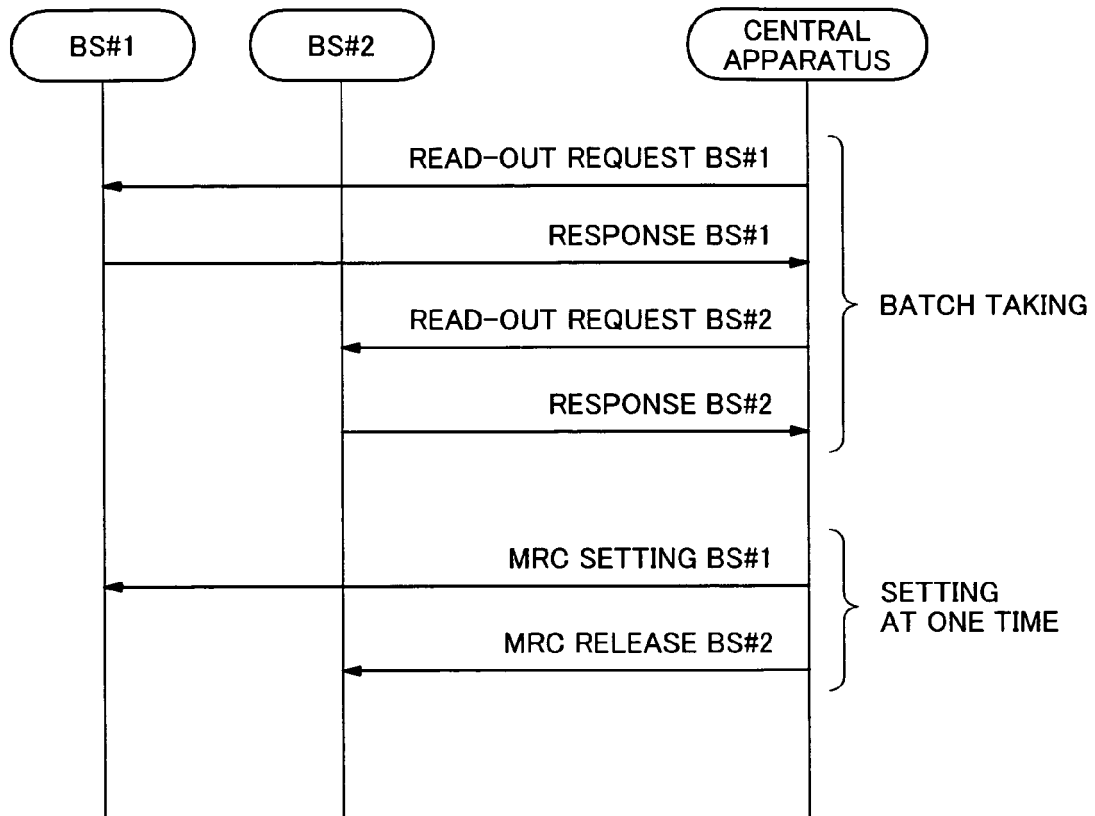 BS#1
BS#2
CENTRAL
APPARATUS
READ-OUT REQUEST BS#1
RESPONSE BS#1
READ-OUT REQUEST BS#2
RESPONSE BS#2
BATCH TAKING
MRC SETTING BS#1
MRC RELEASE BS#2
SETTING
AT ONE TIME